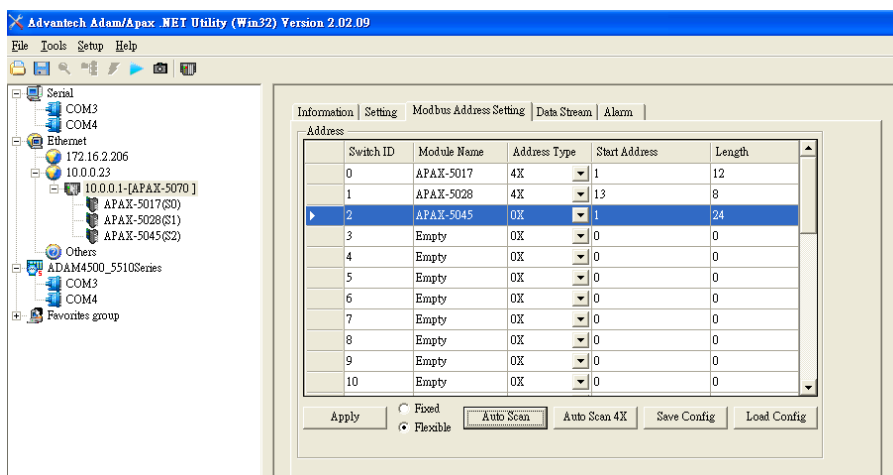 Advantech Adam/Apax .NET Utility (Win32) Version 2.02.09
File Tools Setup Help
Serial
COM3
COM4
Ethernet
172.16.2.206
10.0.0.23
10.0.0.1-[APAX-5070 ]
APAX-5017(S0)
APAX-5028(S1)
APAX-5045(S2)
Others
ADAM4500_5510Series
COM3
COM4
Favorites group
Information Setting Modbus Address Setting Data Stream Alarm
Address
Switch ID Module Name Address Type Start Address Length
0 APAX-5017 4X 1 12
1 APAX-5028 4X 13 8
2 APAX-5045 0X 1 24
3 Empty 0X 0 0
4 Empty 0X 0 0
5 Empty 0X 0 0
6 Empty 0X 0 0
7 Empty 0X 0 0
8 Empty 0X 0 0
9 Empty 0X 0 0
10 Empty 0X 0 0
Apply Fixed Flexible Auto Scan Auto Scan 4X Save Config Load Config